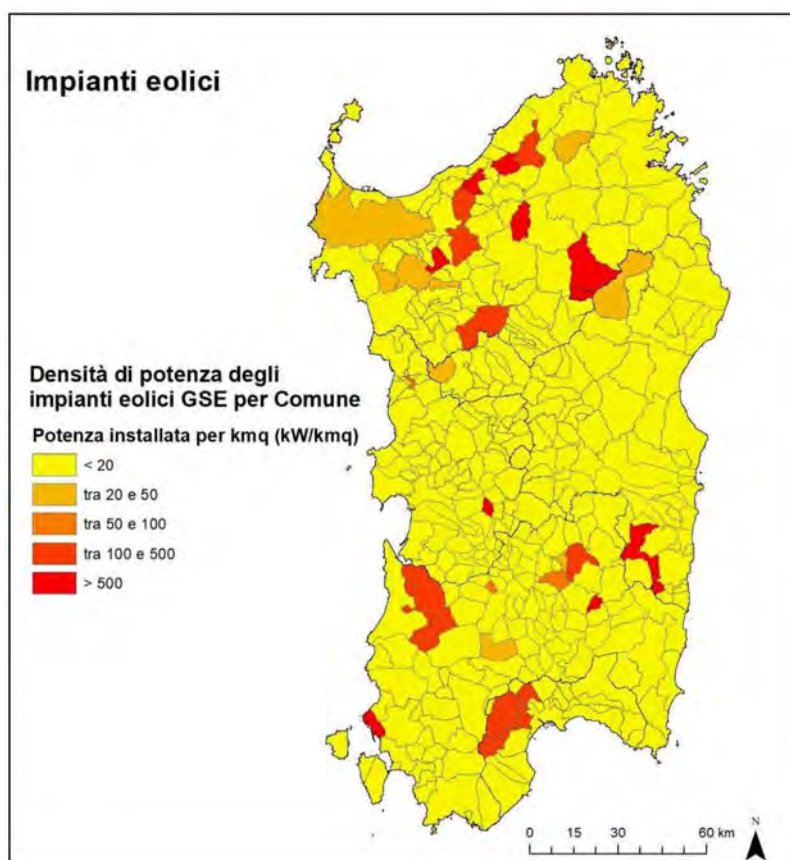 Impianti eolici
Densità di potenza degli
impianti eolici GSE per Comune
Potenza installata per kmq (kW/kmq)
< 20
tra 20 e 50
tra 50 e 100
tra 100 e 500
> 500
N
0 15 30 60 km